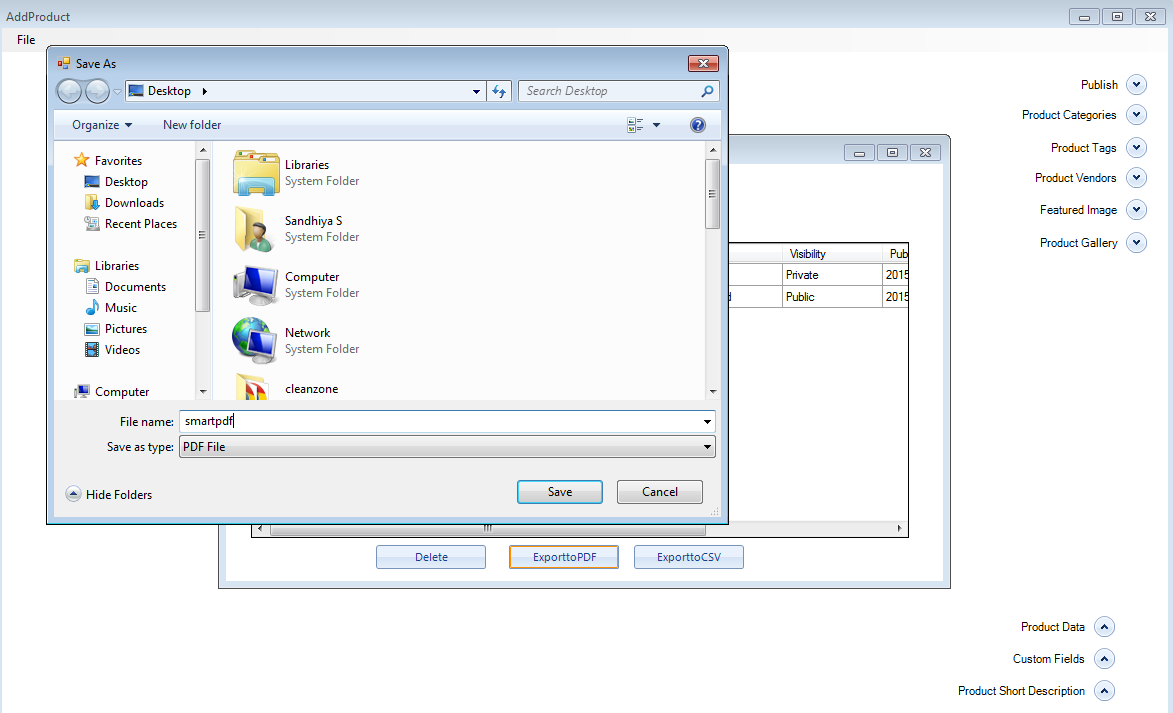 AddProduct
File
Save As
Desktop
Search Desktop
Organize
New folder
Favorites
Desktop
Downloads
Recent Places
Libraries
Documents
Music
Pictures
Videos
Computer
Libraries
System Folder
Sandhiya S
System Folder
Computer
System Folder
Network
System Folder
cleanzone
File name: smartpdf
Save as type: PDF File
Hide Folders
Save
Cancel
Visibility Pub
Private 2015
d Public 2015
Delete
ExporttoPDF
ExporttoCSV
Publish
Product Categories
Product Tags
Product Vendors
Featured Image
Product Gallery
Product Data
Custom Fields
Product Short Description